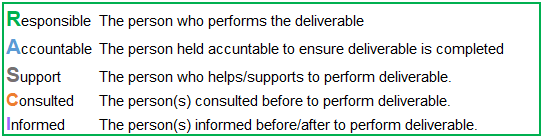 Responsible The person who performs the deliverable
Accountable The person held accuntable to ensure deliverable is completed
Support The person who helps/supports to perform deliverable.
Consulted The person(s) consulted before to perform deliverable.
Informed The person(s) informed before/after to perform deliverable.